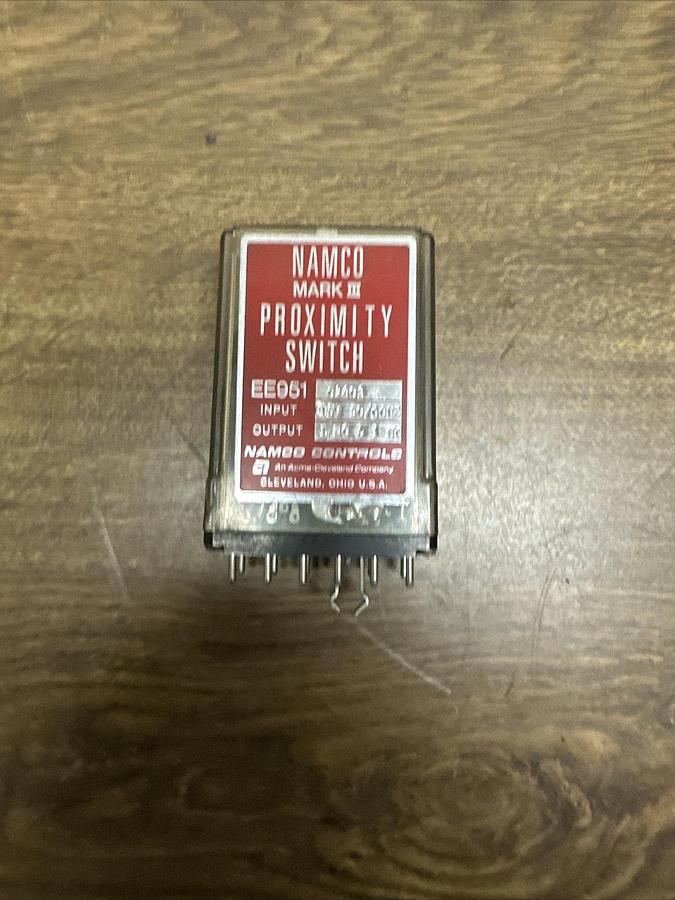 NAMCO
MARK III
PROXIMITY
SWITCH
EE951
INPUT
OUTPUT
NAMCO CONTROLS
An Acme-Cleveland Company
CLEVELAND, OHIO U.S.A.